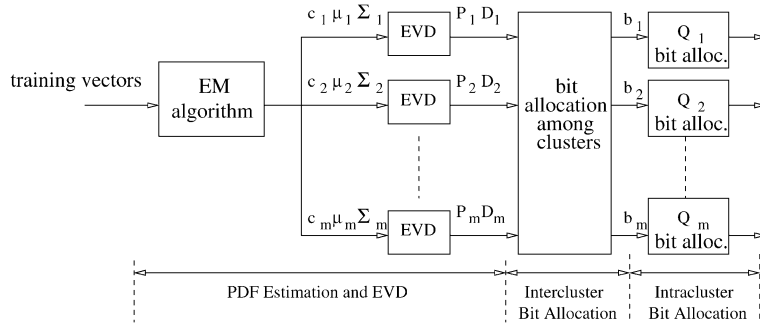 training vectors
EM
algorithm
c 1 μ 1 Σ 1
EVD
P 1 D 1
c 2 μ 2 Σ 2
EVD
P 2 D 2
c m μ m Σ m
EVD
P m D m
bit
allocation
among
clusters
b 1
Q 1
bit alloc.
b 2
Q 2
bit alloc.
b m
Q m
bit alloc.
PDF Estimation and EVD
Intercluster
Bit Allocation
Intracluster
Bit Allocation